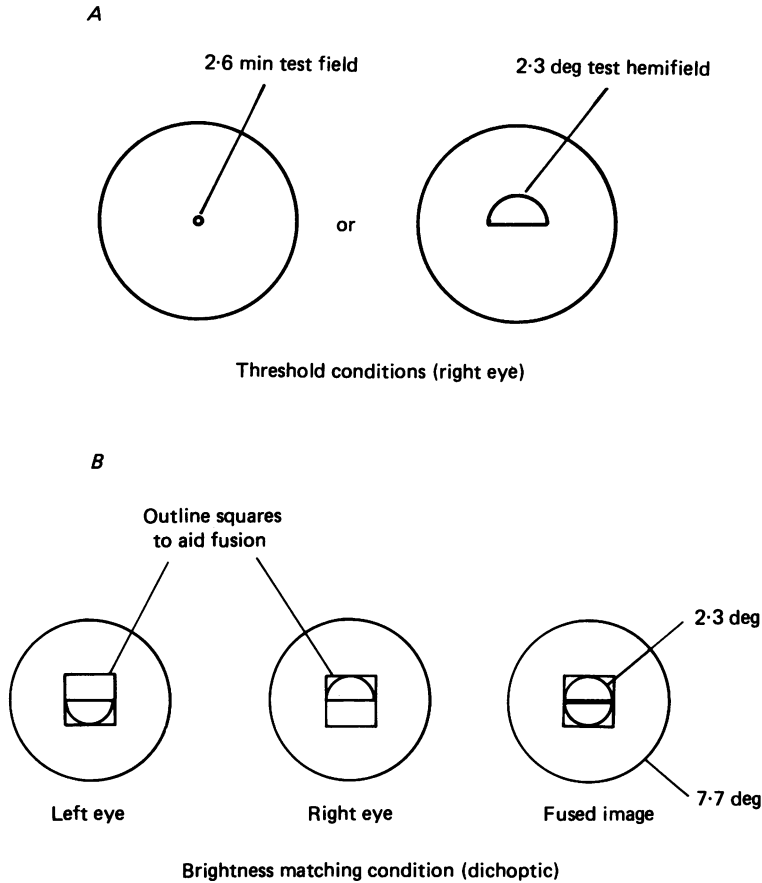 A
2·6 min test field
2·3 deg test hemifield
or
Threshold conditions (right eye)
B
Outline squares
to aid fusion
2·3 deg
7·7 deg
Left eye
Right eye
Fused image
Brightness matching condition (dichoptic)